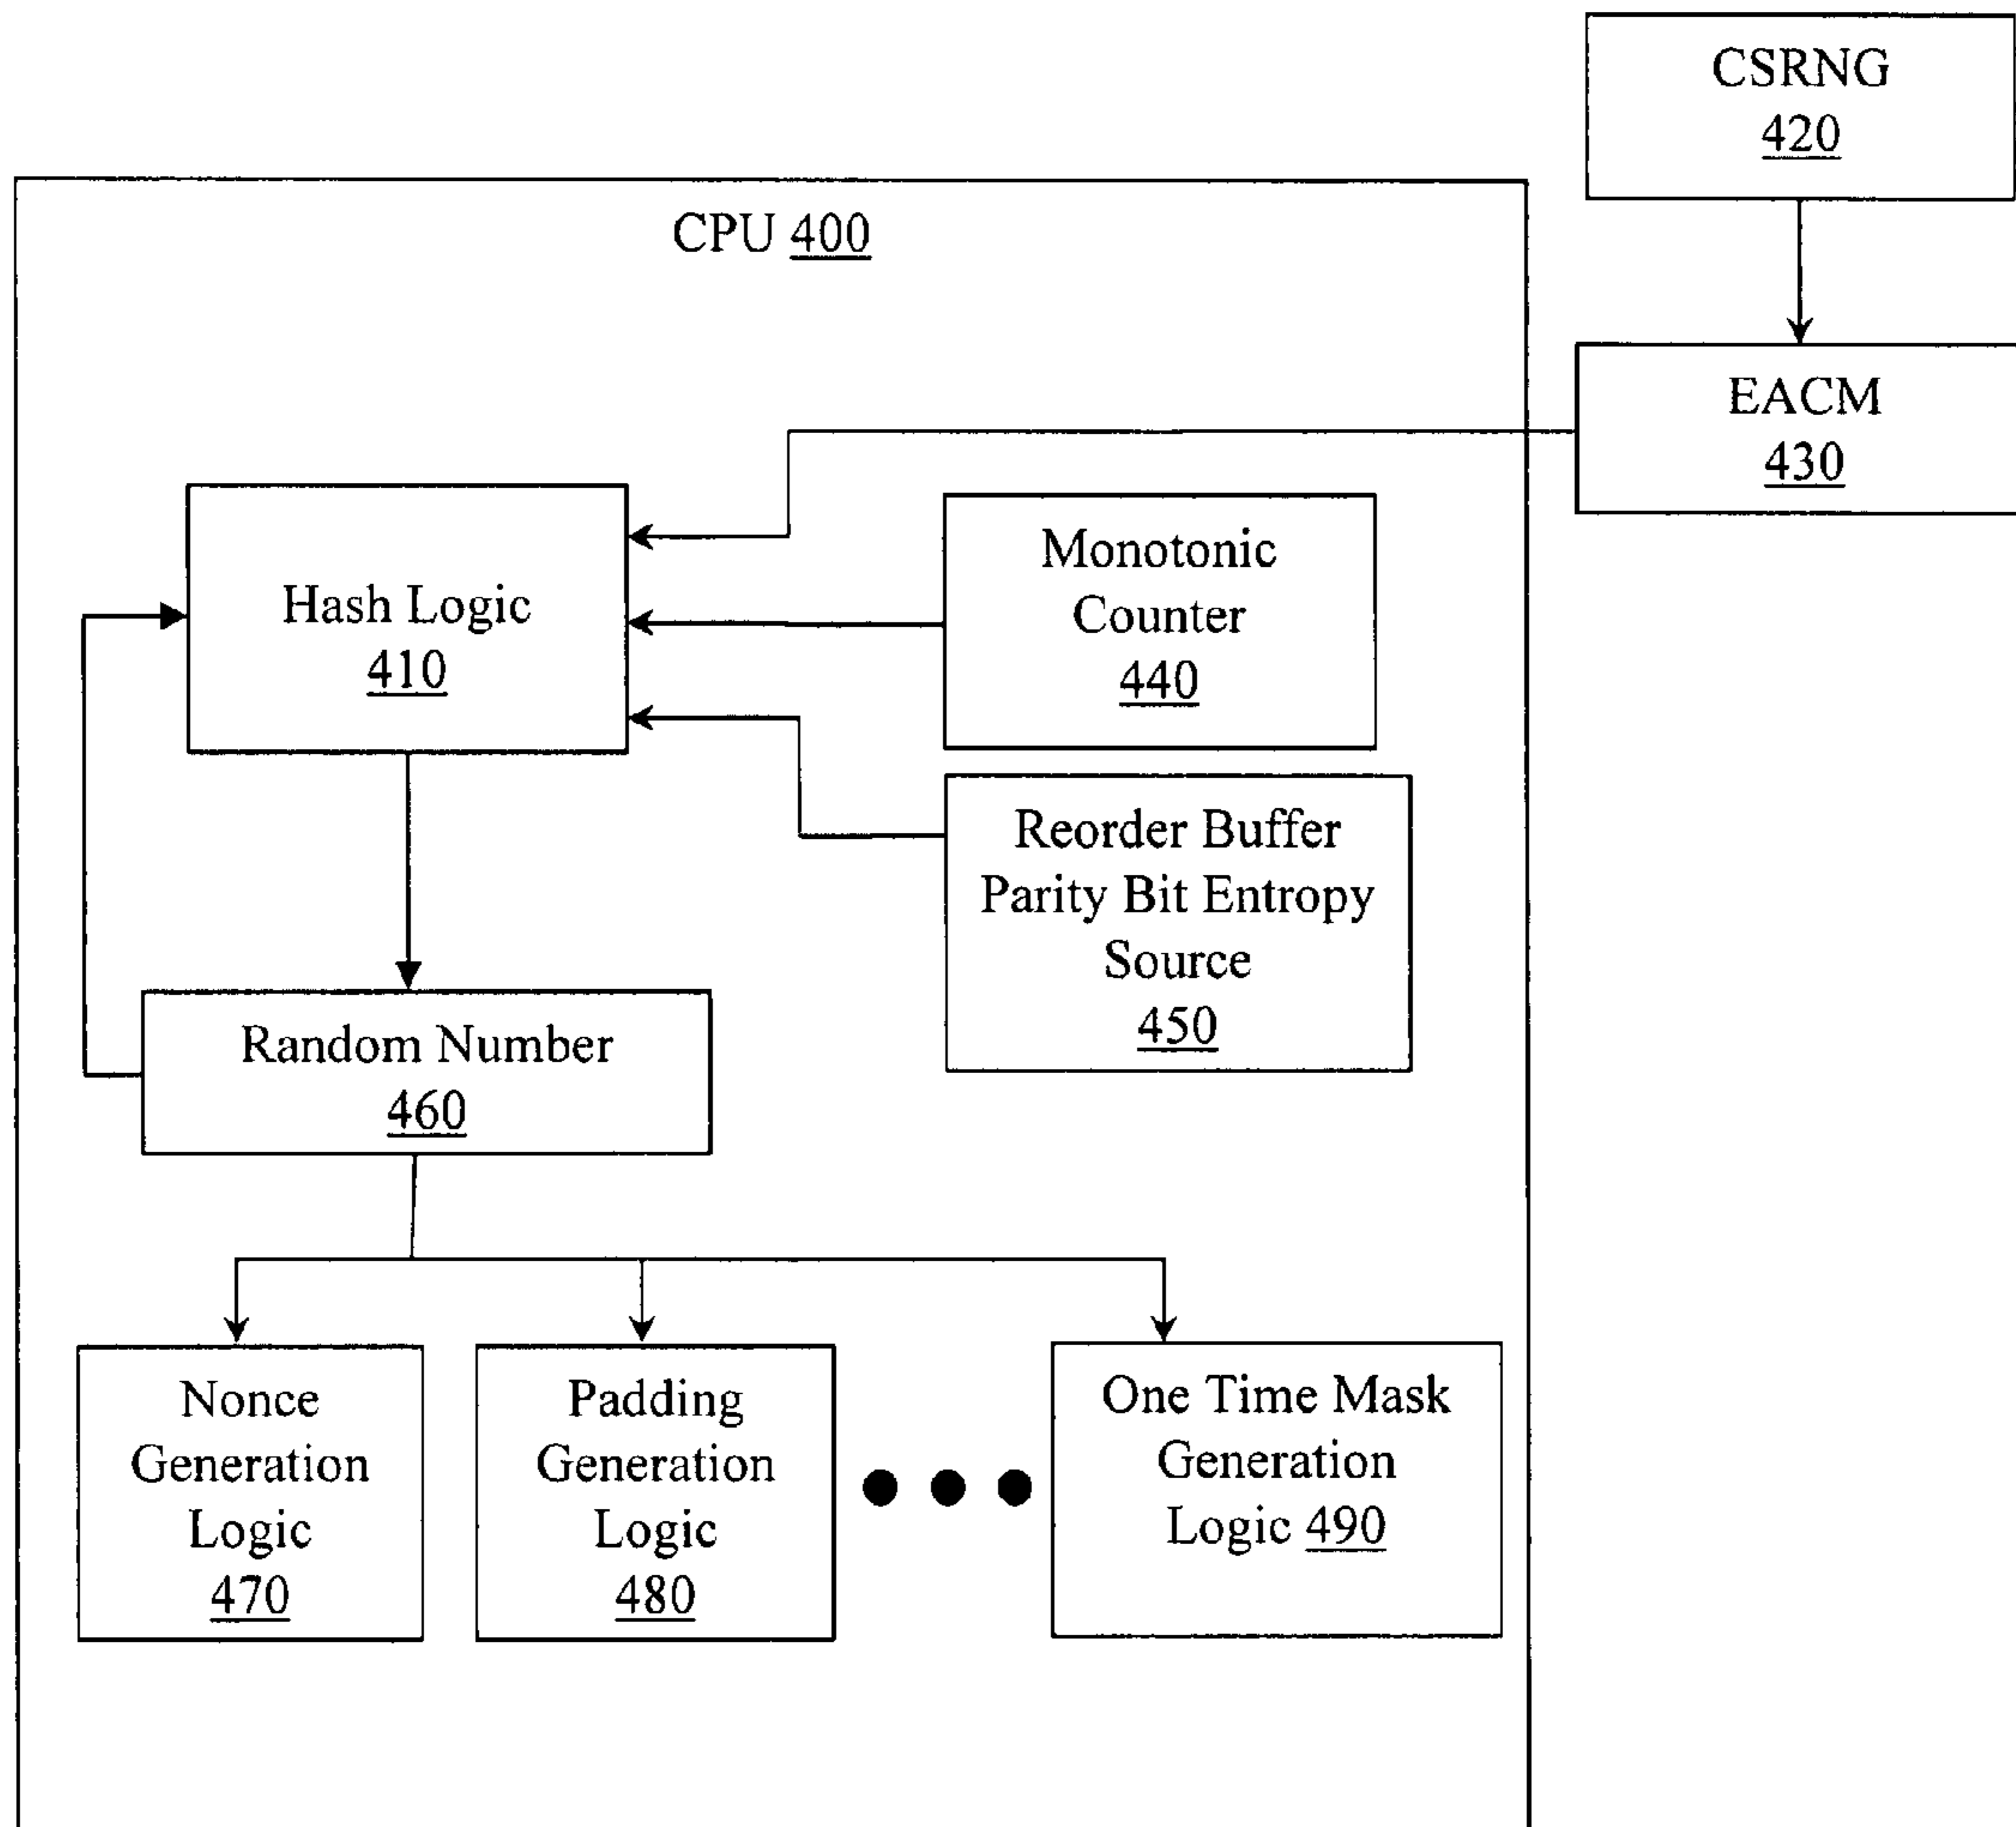 CSRNG
420
CPU 400
EACM
430
Hash Logic
410
Monotonic
Counter
440
Reorder Buffer
Parity Bit Entropy
Source
450
Random Number
460
Nonce
Generation
Logic
470
Padding
Generation
Logic
480
One Time Mask
Generation
Logic 490